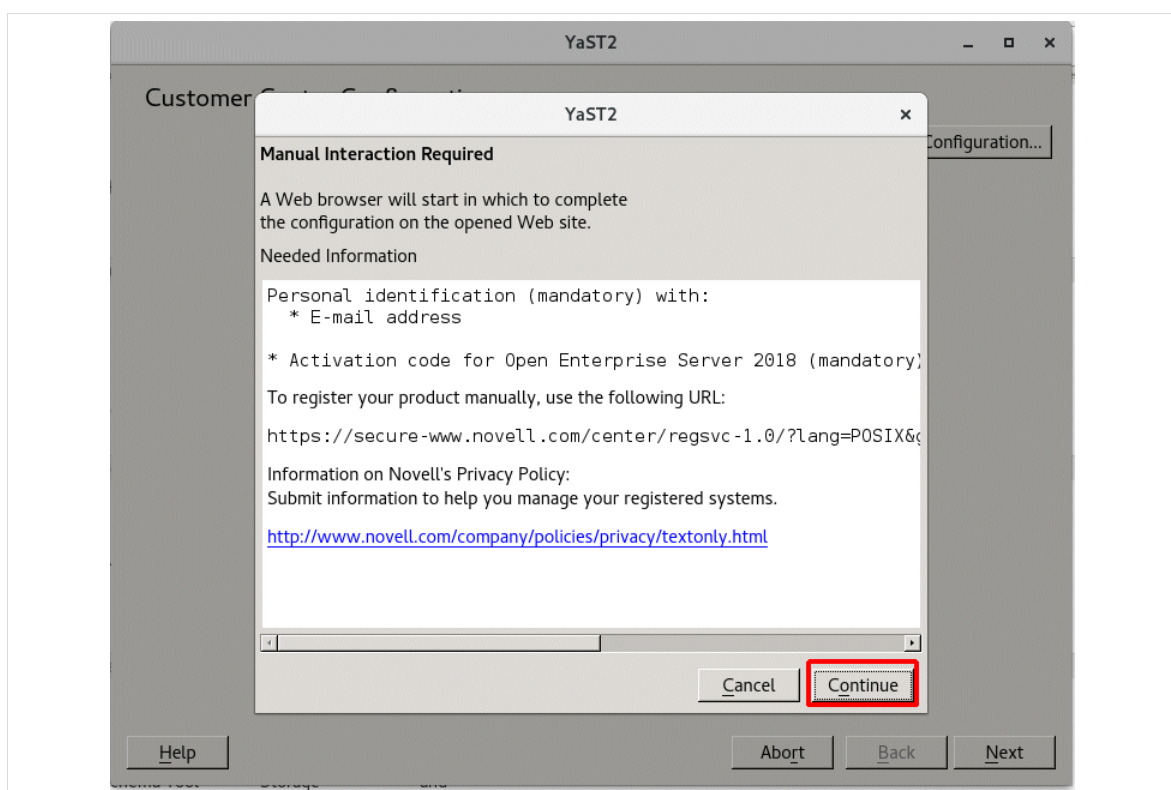 YaST2
Customer
YaST2
Configuration...
Manual Interaction Required
A Web browser will start in which to complete
the configuration on the opened Web site.
Needed Information
Personal identification (mandatory) with:
* E-mail address
* Activation code for Open Enterprise Server 2018 (mandatory)
To register your product manually, use the following URL:
https://secure-www.novell.com/center/regsvc-1.0/?lang=POSIX&g
Information on Novell's Privacy Policy:
Submit information to help you manage your registered systems.
http://www.novell.com/company/policies/privacy/textonly.html
Cancel Continue
Help Abort Back Next